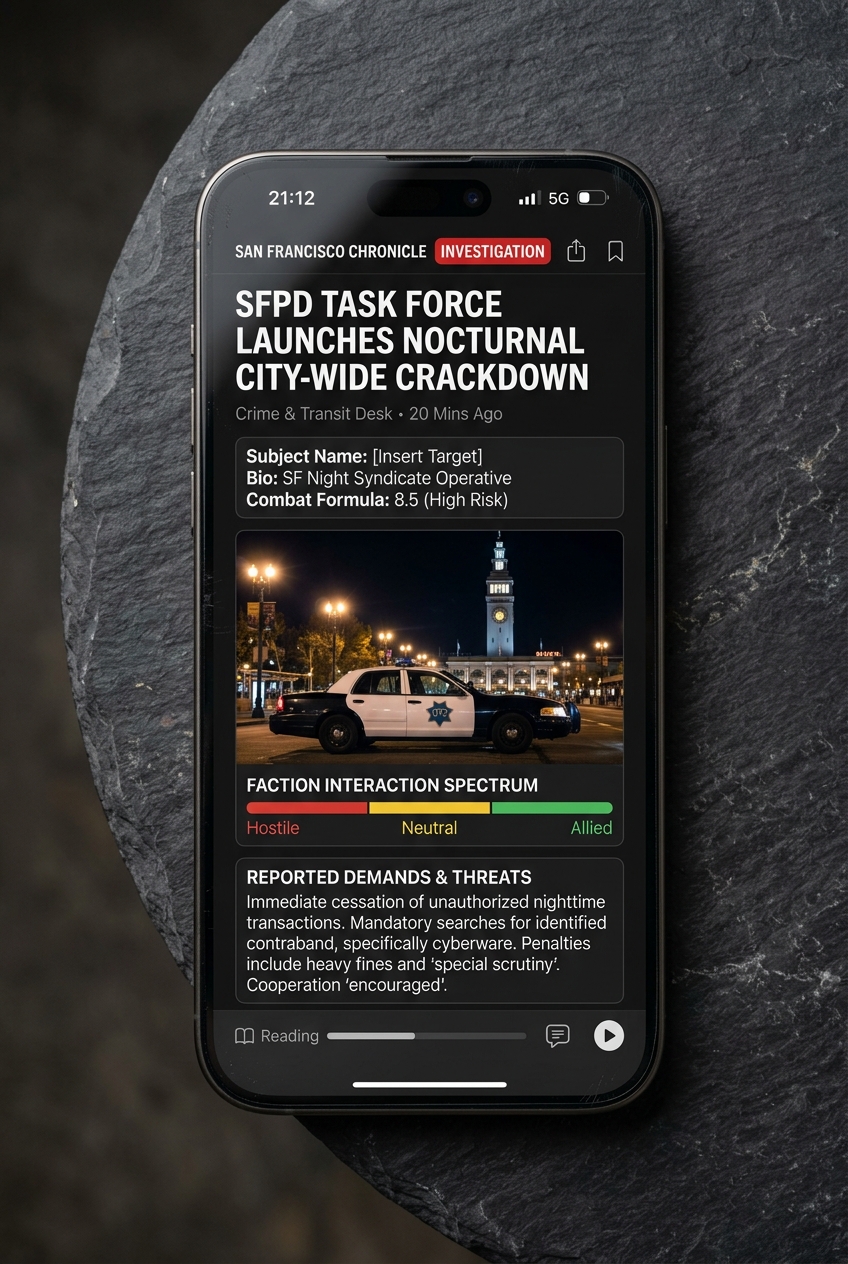 21:12
5G
SAN FRANCISCO CHRONICLE
INVESTIGATION
SFPD TASK FORCE
LAUNCHES NOCTURNAL
CITY-WIDE CRACKDOWN
Crime & Transit Desk • 20 Mins Ago
Subject Name: [Insert Target]
Bio: SF Night Syndicate Operative
Combat Formula: 8.5 (High Risk)
FACTION INTERACTION SPECTRUM
Hostile
Neutral
Allied
REPORTED DEMANDS & THREATS
Immediate cessation of unauthorized nighttime
transactions. Mandatory searches for identified
contraband, specifically cyberware. Penalties
include heavy fines and ‘special scrutiny’.
Cooperation ‘encouraged’.
Reading